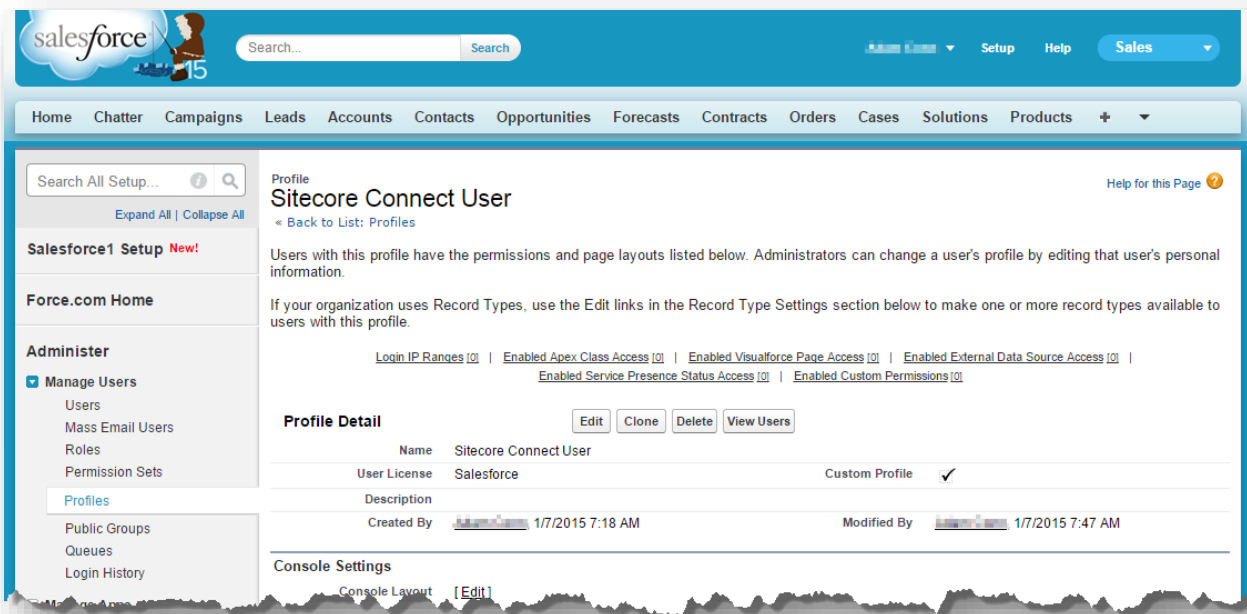 salesforce
15
Search...
Search
Setup
Help
Sales
Home Chatter Campaigns Leads Accounts Contacts Opportunities Forecasts Contracts Orders Cases Solutions Products +
Search All Setup...
Expand All | Collapse All
Salesforce1 Setup New!
Force.com Home
Administer
Manage Users
Users
Mass Email Users
Roles
Permission Sets
Profiles
Public Groups
Queues
Login History
Profile
Sitecore Connect User
« Back to List: Profiles
Help for this Page ?
Users with this profile have the permissions and page layouts listed below. Administrators can change a user's profile by editing that user's personal
information.
If your organization uses Record Types, use the Edit links in the Record Type Settings section below to make one or more record types available to
users with this profile.
Login IP Ranges [0] | Enabled Apex Class Access [0] | Enabled Visualforce Page Access [0] | Enabled External Data Source Access [0] |
Enabled Service Presence Status Access [0] | Enabled Custom Permissions [0]
Profile Detail
Edit Clone Delete View Users
Name Sitecore Connect User
User License Salesforce Custom Profile
Description
Created By , 1/7/2015 7:18 AM Modified By , 1/7/2015 7:47 AM
Console Settings
Console Layout [ Edit ]